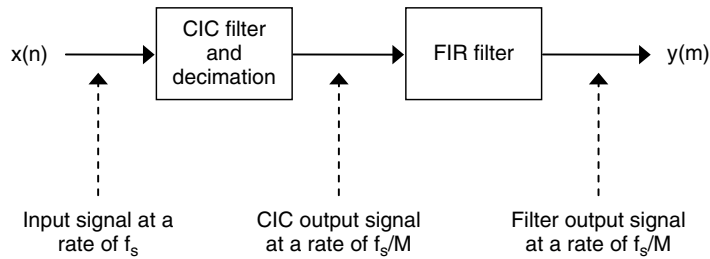 x(n)
CIC filter
and
decimation
FIR filter
y(m)
Input signal at a
rate of fs
CIC output signal
at a rate of fs/M
Filter output signal
at a rate of fs/M